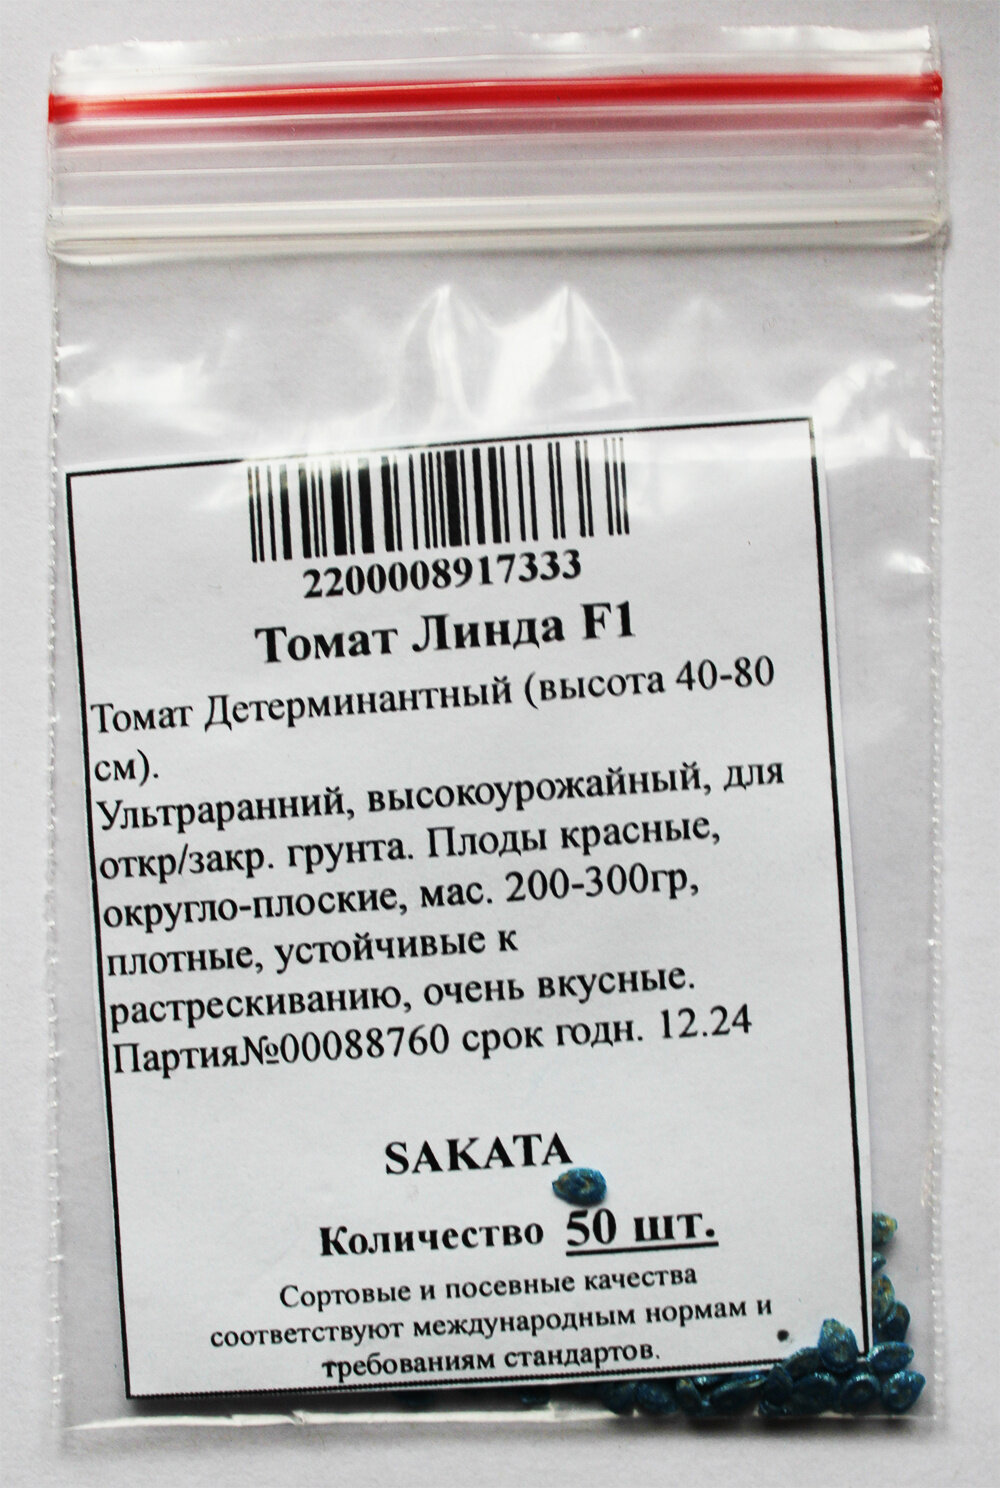 2200008917333
Томат Линда F1
Томат Детерминантный (высота 40-80
см).
Ультраранний, высокоурожайный, для
откр/закр. грунта. Плоды красные,
округло-плоские, мас. 200-300гр,
плотные, устойчивые к
растрескиванию, очень вкусные.
Партия№00088760 срок годн. 12.24
SAKATA
Количество 50 шт.
Сортовые и посевные качества
соответствуют международным нормам и
требованиям стандартов.